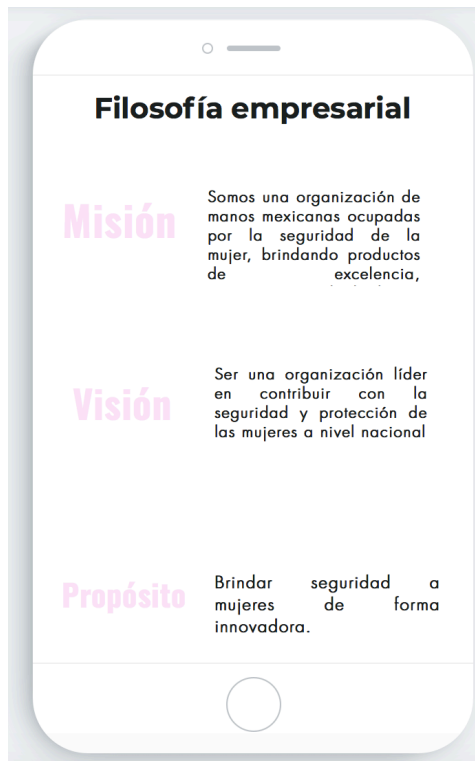 Filosofía empresarial
Misión
Somos una organización de
manos mexicanas ocupadas
por la seguridad de la
mujer, brindando productos
de excelencia,
Visión
Ser una organización líder
en contribuir con la
seguridad y protección de
las mujeres a nivel nacional
Propósito
Brindar seguridad a
mujeres de forma
innovadora.